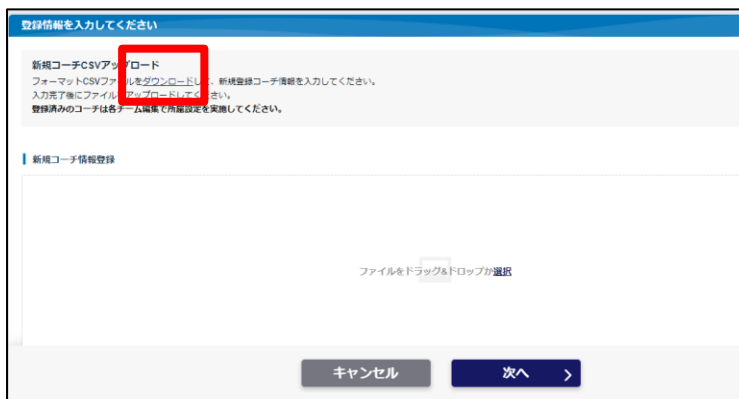 登録情報を入力してください
新規コーチCSVアップロード
フォーマットCSVファイルをダウンロードして、新規登録コーチ情報を入力してください。
入力完了後にファイルをアップロードしてください。
登録済みのコーチは各チーム編集で所属設定を実施してください。
新規コーチ情報登録
ファイルをドラッグ&ドロップか選択
キャンセル
次へ